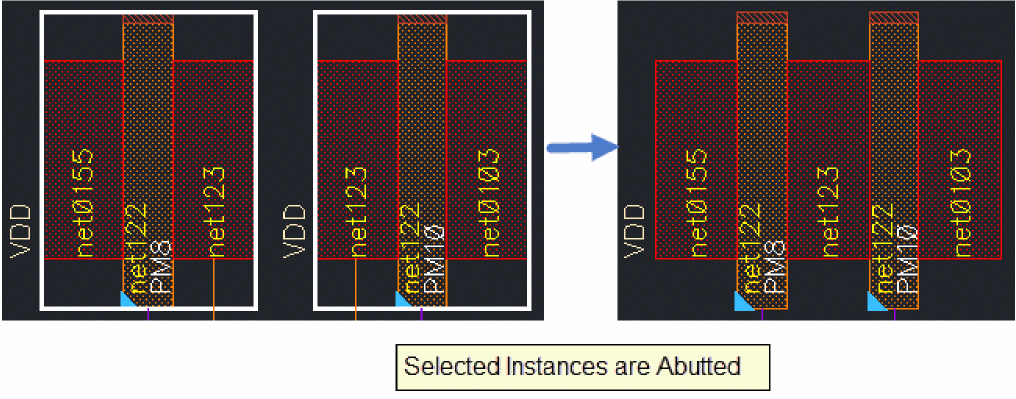 VDD
net0155
net122
PM8
net123
VDD
net123
net122
PM10
net0103
VDD
net0155
net122
PM8
net123
net122
PM10
net0103
Selected Instances are Abutted